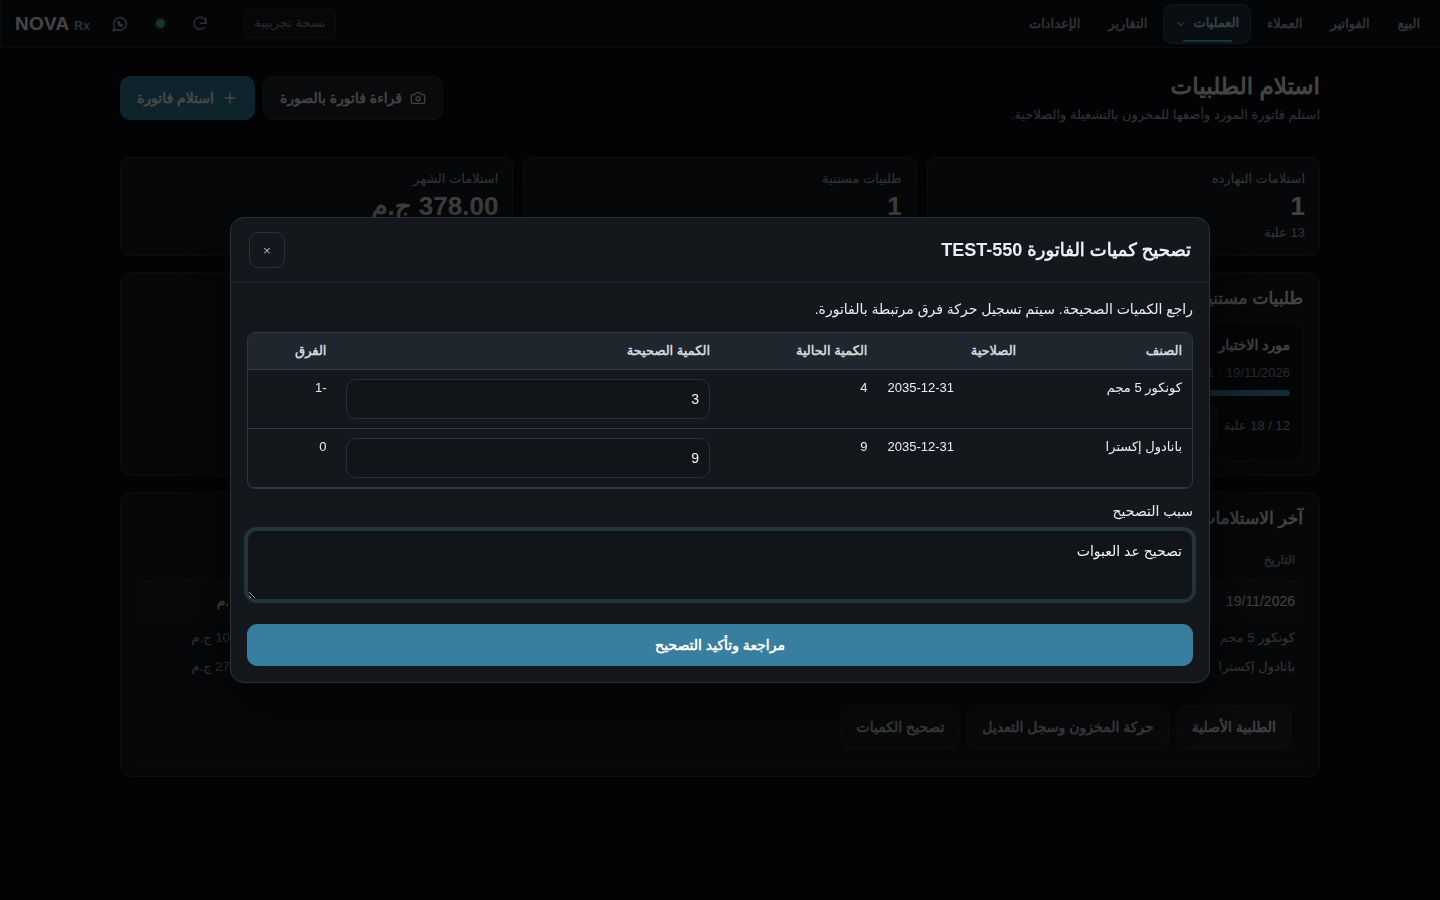 البيع
الفواتير
العملاء
العمليات
التقارير
الإعدادات
نسخة تجريبية
NOVA Rx
استلام الطلبيات
استلم فاتورة المورد وأضفها للمخزون بالتشغيلة والصلاحية.
قراءة فاتورة بالصورة
استلام فاتورة
استلامات النهارده
1
13 علبة
طلبيات مستنية
1
استلامات الشهر
378.00 ج.م
تصحيح كميات الفاتورة TEST-550
×
راجع الكميات الصحيحة. سيتم تسجيل حركة فرق مرتبطة بالفاتورة.
الصنف الصلاحية الكمية الحالية الكمية الصحيحة الفرق
كونكور 5 مجم 2035-12-31 4 3 -1
بانادول إكسترا 2035-12-31 9 9 0
سبب التصحيح
تصحيح عد العبوات
مراجعة وتأكيد التصحيح
طلبيات
مورد الاختبار
19/11/2026 -
12 / 18 علبة
آخر
التاريخ
19/11/2026
كونكور 5 مجم
ج.م
بانادول إكسترا
ج.م
الطلبية الأصلية
حركة المخزون وسجل التعديل
تصحيح الكميات